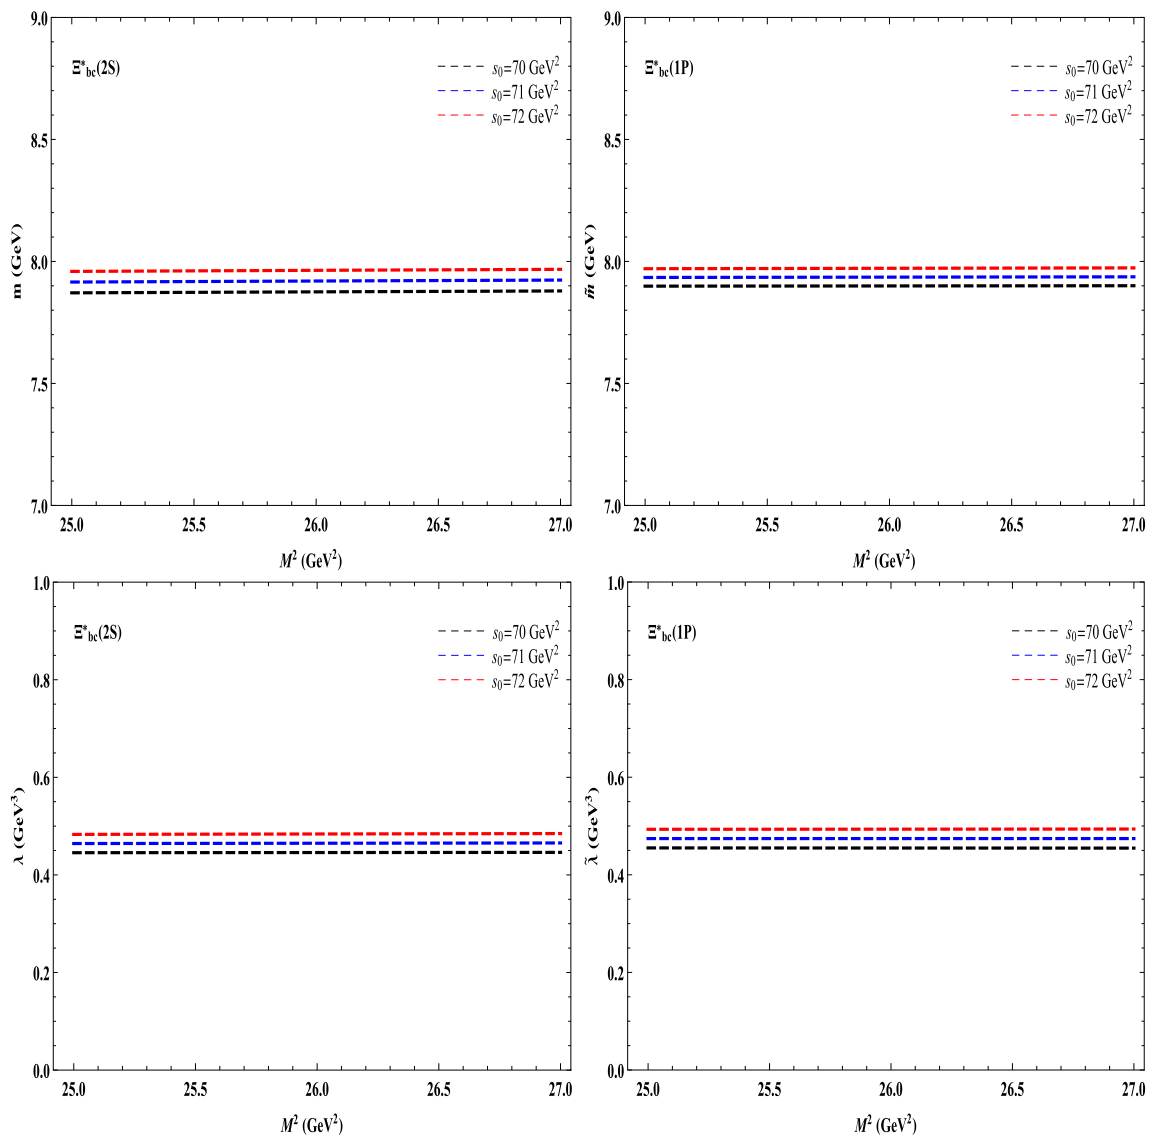 Ξ*bc(2S)
s0=70 GeV2
s0=71 GeV2
s0=72 GeV2
m (GeV)
9.0
8.5
8.0
7.5
7.0
25.0 25.5 26.0 26.5 27.0
M2 (GeV2)
Ξ*bc(1P)
s0=70 GeV2
s0=71 GeV2
s0=72 GeV2
m̃ (GeV)
9.0
8.5
8.0
7.5
7.0
25.0 25.5 26.0 26.5 27.0
M2 (GeV2)
Ξ*bc(2S)
s0=70 GeV2
s0=71 GeV2
s0=72 GeV2
λ (GeV3)
1.0
0.8
0.6
0.4
0.2
0.0
25.0 25.5 26.0 26.5 27.0
M2 (GeV2)
Ξ*bc(1P)
s0=70 GeV2
s0=71 GeV2
s0=72 GeV2
λ̃ (GeV3)
1.0
0.8
0.6
0.4
0.2
0.0
25.0 25.5 26.0 26.5 27.0
M2 (GeV2)